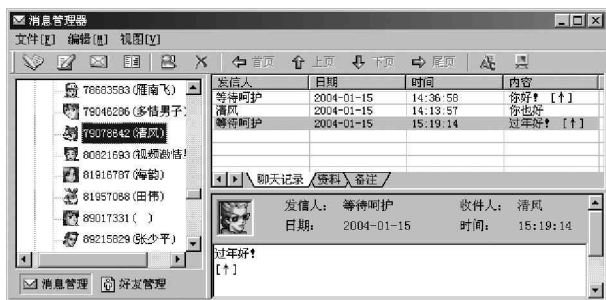 消息管理器
文件[F] 编辑[M] 视图[V]
首页 上页 下页 尾页
78683583(雁南飞)
79046286(多情男子)
79078642(清风)
80821693(视频激情!
81916787(海韵)
81957068(田伟)
89017331( )
89215829(张少平)
消息管理 好友管理
发信人 日期 时间 内容
等待呵护 2004-01-15 14:36:58 你好! [↑]
清风 2004-01-15 14:13:57 你也好
等待呵护 2004-01-15 15:19:14 过年好! [↑]
聊天记录 资料 备注
发信人: 等待呵护 收件人: 清风
日期: 2004-01-15 时间: 15:19:14
过年好!
[↑]